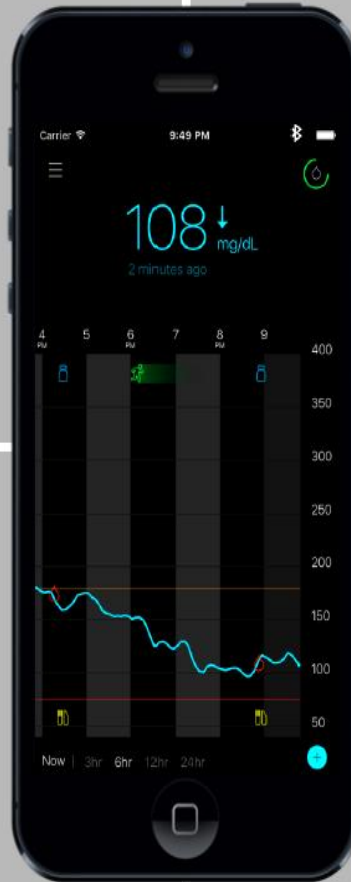 Carrier 9:49 PM
108 mg/dL
2 minutes ago
4 5 6 7 8 9
PM PM PM
400
350
300
250
200
150
100
50
Now | 3hr 6hr 12hr 24hr